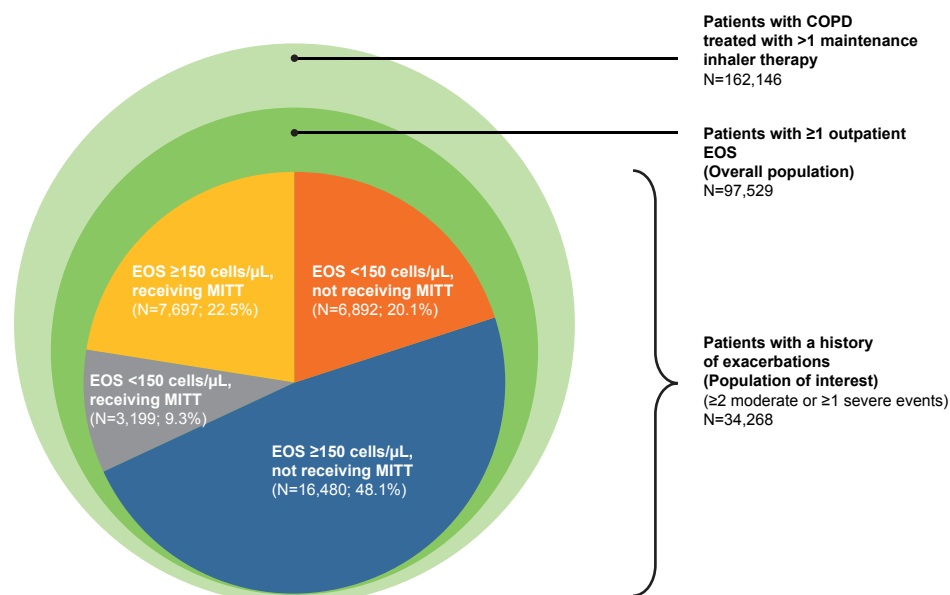 Patients with COPD
treated with >1 maintenance
inhaler therapy
N=162,146
Patients with ≥1 outpatient
EOS
(Overall population)
N=97,529
EOS ≥150 cells/µL,
receiving MITT
(N=7,697; 22.5%)
EOS <150 cells/µL,
not receiving MITT
(N=6,892; 20.1%)
EOS <150 cells/µL,
receiving MITT
(N=3,199; 9.3%)
EOS ≥150 cells/µL,
not receiving MITT
(N=16,480; 48.1%)
Patients with a history
of exacerbations
(Population of interest)
(≥2 moderate or ≥1 severe events)
N=34,268